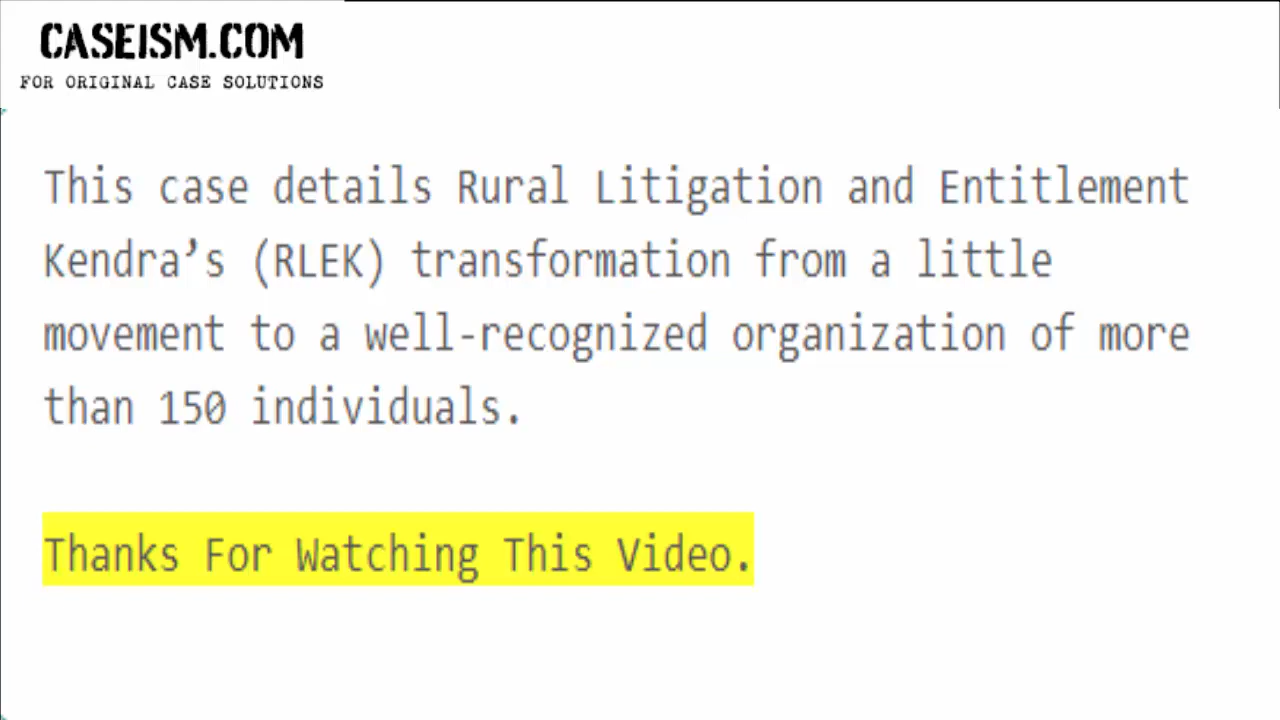 CASEISM.COM
FOR ORIGINAL CASE SOLUTIONS
This case details Rural Litigation and Entitlement
Kendra’s (RLEK) transformation from a little
movement to a well-recognized organization of more
than 150 individuals.
Thanks For Watching This Video.